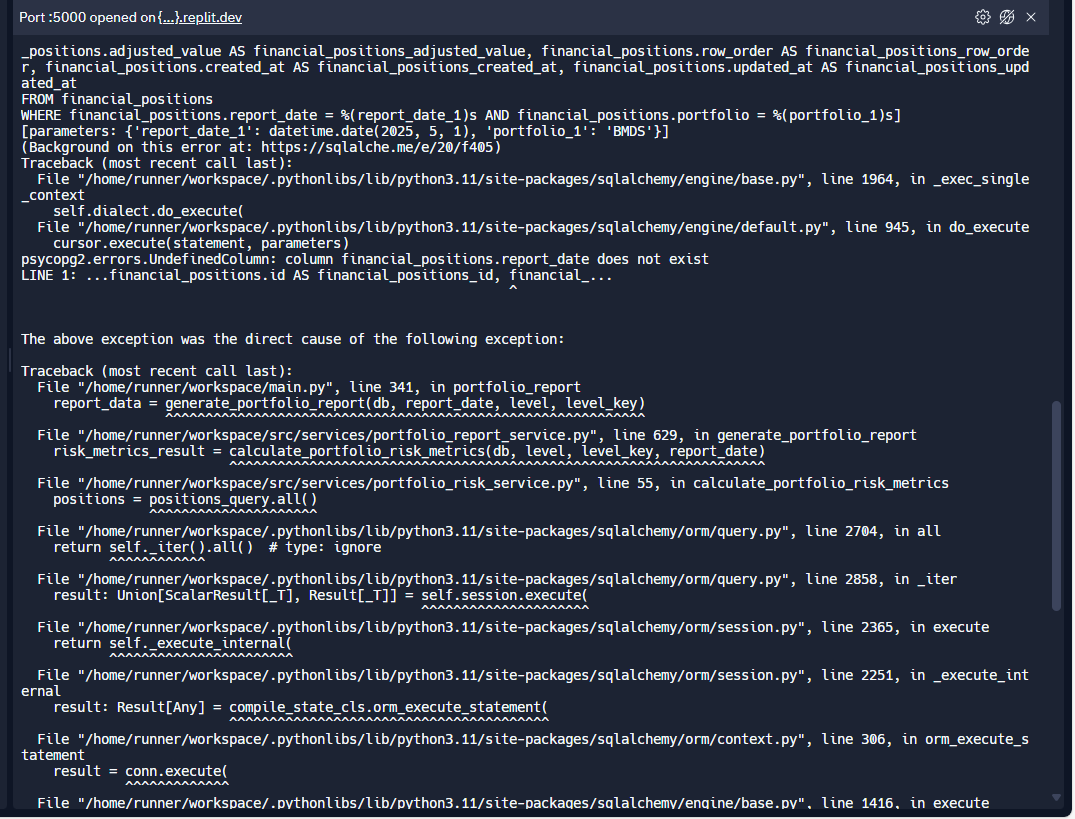 Port :5000 opened on {...}.replit.dev
_positions.adjusted_value AS financial_positions_adjusted_value, financial_positions.row_order AS financial_positions_row_orde
r, financial_positions.created_at AS financial_positions_created_at, financial_positions.updated_at AS financial_positions_upd
ated_at
FROM financial_positions
WHERE financial_positions.report_date = %(report_date_1)s AND financial_positions.portfolio = %(portfolio_1)s]
[parameters: {'report_date_1': datetime.date(2025, 5, 1), 'portfolio_1': 'BMDS'}]
(Background on this error at: https://sqlalche.me/e/20/f405)
Traceback (most recent call last):
  File "/home/runner/workspace/.pythonlibs/lib/python3.11/site-packages/sqlalchemy/engine/base.py", line 1964, in _exec_single
_context
    self.dialect.do_execute(
  File "/home/runner/workspace/.pythonlibs/lib/python3.11/site-packages/sqlalchemy/engine/default.py", line 945, in do_execute
    cursor.execute(statement, parameters)
psycopg2.errors.UndefinedColumn: column financial_positions.report_date does not exist
LINE 1: ...financial_positions.id AS financial_positions_id, financial_...
                                                             ^
The above exception was the direct cause of the following exception:
Traceback (most recent call last):
  File "/home/runner/workspace/main.py", line 341, in portfolio_report
    report_data = generate_portfolio_report(db, report_date, level, level_key)
                  ^^^^^^^^^^^^^^^^^^^^^^^^^^^^^^^^^^^^^^^^^^^^^^^^^^^^^^^^^^^^
  File "/home/runner/workspace/src/services/portfolio_report_service.py", line 629, in generate_portfolio_report
    risk_metrics_result = calculate_portfolio_risk_metrics(db, level, level_key, report_date)
                          ^^^^^^^^^^^^^^^^^^^^^^^^^^^^^^^^^^^^^^^^^^^^^^^^^^^^^^^^^^^^^^^^^^^
  File "/home/runner/workspace/src/services/portfolio_risk_service.py", line 55, in calculate_portfolio_risk_metrics
    positions = positions_query.all()
                ^^^^^^^^^^^^^^^^^^^^^
  File "/home/runner/workspace/.pythonlibs/lib/python3.11/site-packages/sqlalchemy/orm/query.py", line 2704, in all
    return self._iter().all()  # type: ignore
           ^^^^^^^^^^^^
  File "/home/runner/workspace/.pythonlibs/lib/python3.11/site-packages/sqlalchemy/orm/query.py", line 2858, in _iter
    result: Union[ScalarResult[_T], Result[_T]] = self.session.execute(
                                                  ^^^^^^^^^^^^^^^^^^^^^
  File "/home/runner/workspace/.pythonlibs/lib/python3.11/site-packages/sqlalchemy/orm/session.py", line 2365, in execute
    return self._execute_internal(
           ^^^^^^^^^^^^^^^^^^^^^^^
  File "/home/runner/workspace/.pythonlibs/lib/python3.11/site-packages/sqlalchemy/orm/session.py", line 2251, in _execute_int
ernal
    result: Result[Any] = compile_state_cls.orm_execute_statement(
                          ^^^^^^^^^^^^^^^^^^^^^^^^^^^^^^^^^^^^^^^^
  File "/home/runner/workspace/.pythonlibs/lib/python3.11/site-packages/sqlalchemy/orm/context.py", line 306, in orm_execute_s
tatement
    result = conn.execute(
             ^^^^^^^^^^^^^
  File "/home/runner/workspace/.pythonlibs/lib/python3.11/site-packages/sqlalchemy/engine/base.py", line 1416, in execute